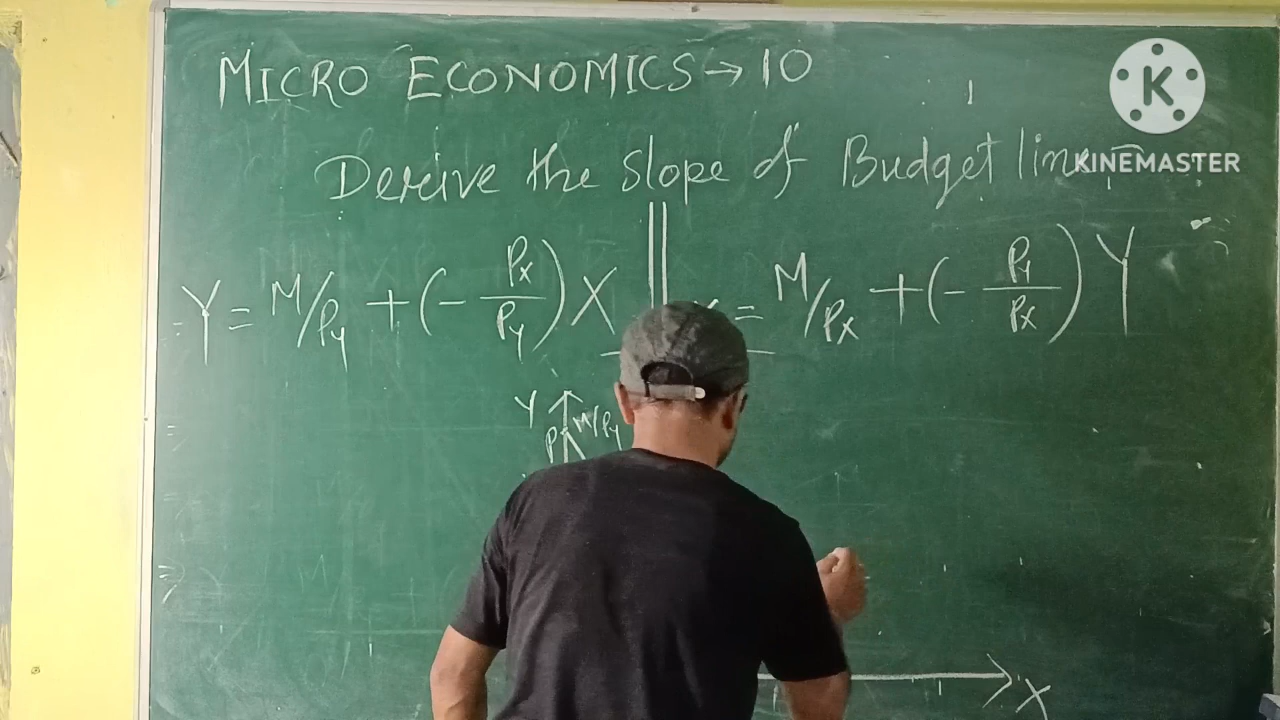 MICRO ECONOMICS → 10
K
KINEMASTER
Derive the slope of Budget line
Y = M/Py + (- Px/Py) X
= M/Px + (- Py/Px) Y
Y
P M/Py
X